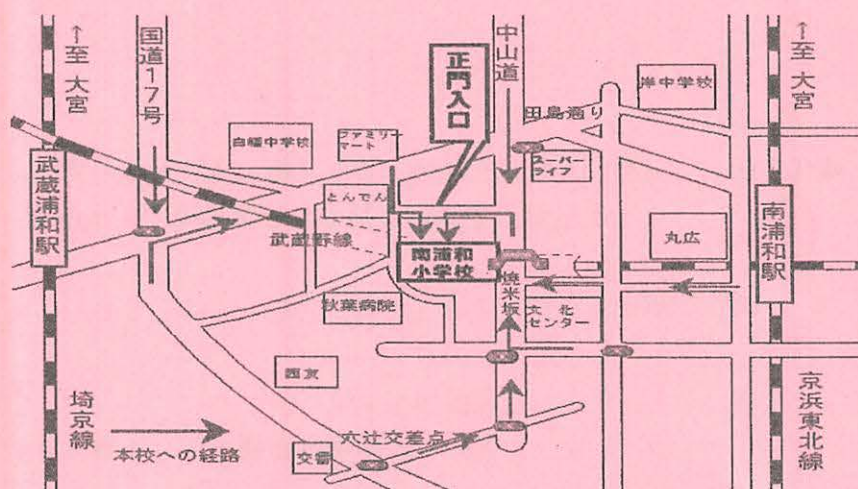 ↑至 大宮
国道17号
中山道
↑至 大宮
正門入口
岸中学校
田島通り
白幡中学校
ファミリー
マート
スーパー
ライフ
武蔵浦和駅
とんでん
南浦和駅
丸広
武蔵野線
南浦和
小学校
焼米坂
文化
センター
秋葉病院
埼京線
京浜東北線
本校への経路
穴辻交差点
交番